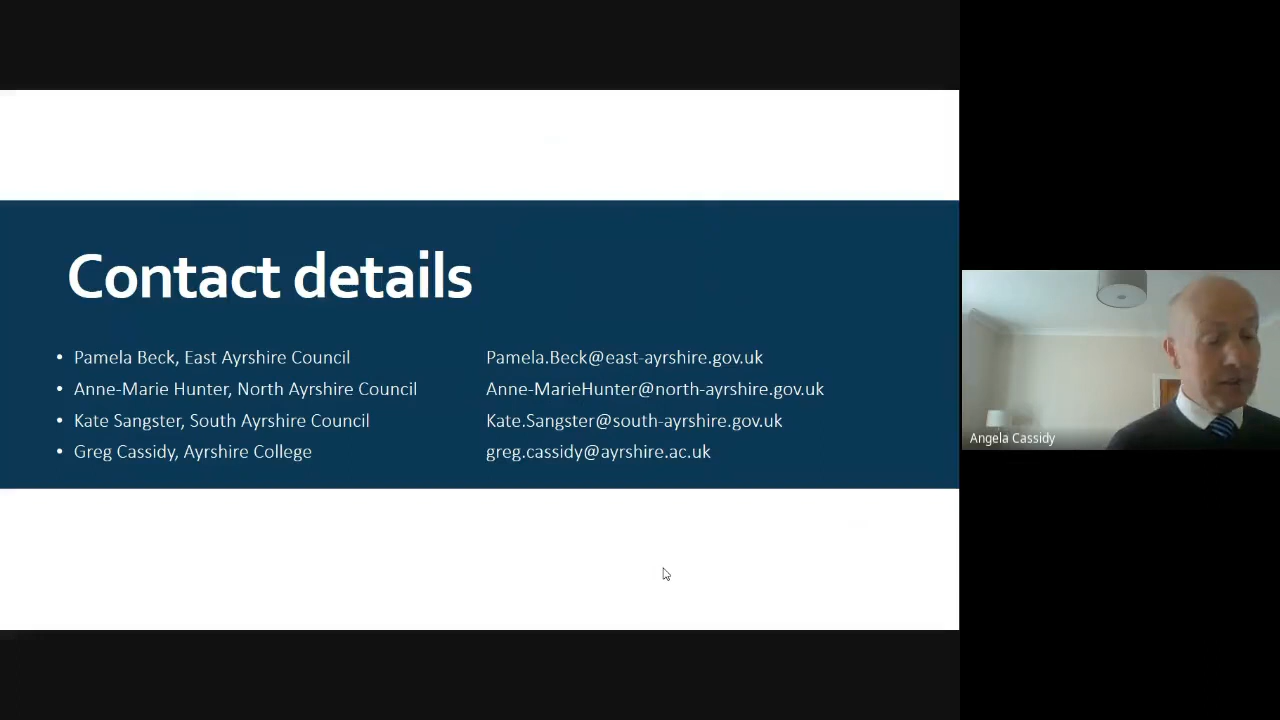 Contact details
• Pamela Beck, East Ayrshire Council Pamela.Beck@east-ayrshire.gov.uk
• Anne-Marie Hunter, North Ayrshire Council Anne-MarieHunter@north-ayrshire.gov.uk
• Kate Sangster, South Ayrshire Council Kate.Sangster@south-ayrshire.gov.uk
• Greg Cassidy, Ayrshire College greg.cassidy@ayrshire.ac.uk
Angela Cassidy